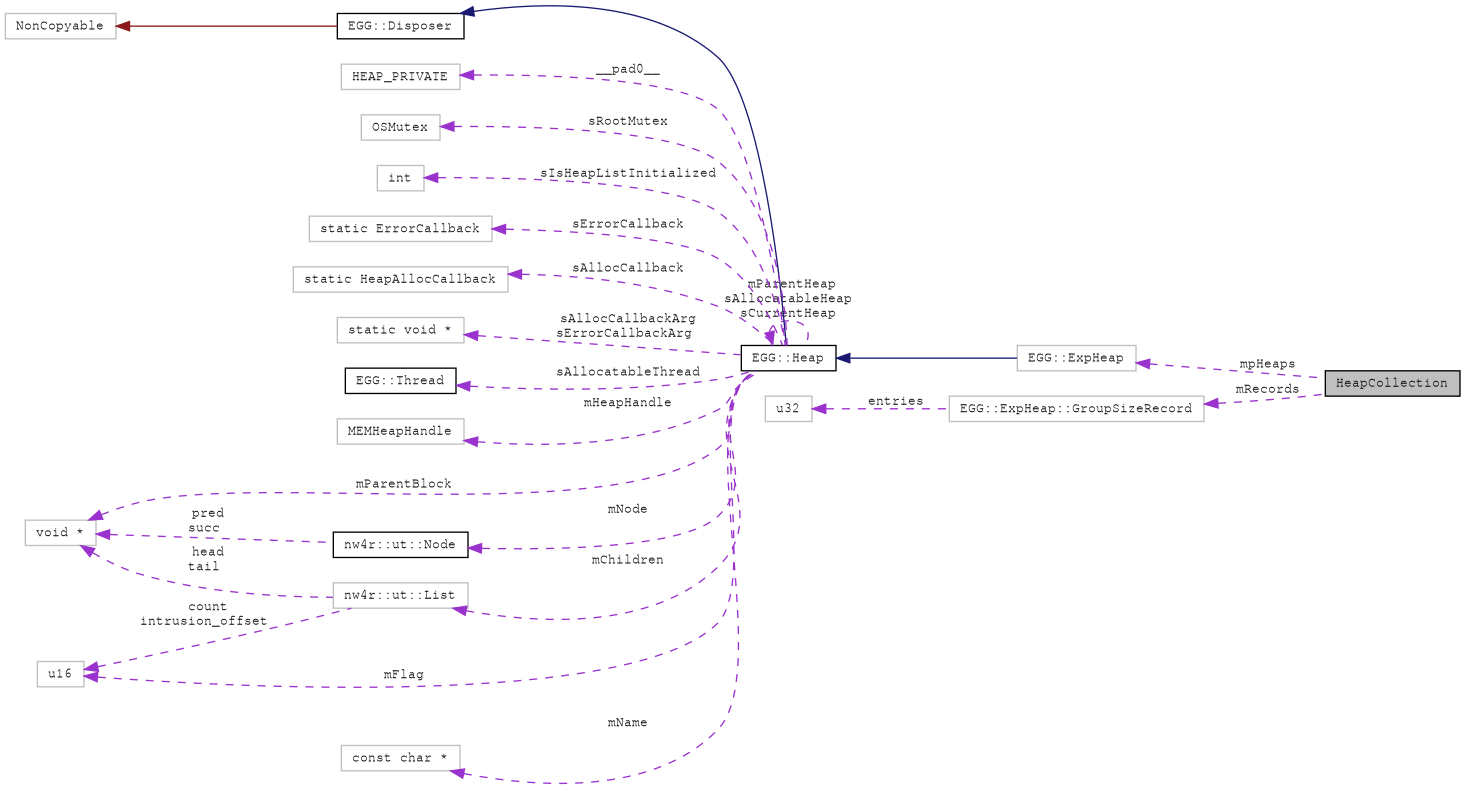 NonCopyable
EGG::Disposer
HEAP_PRIVATE
__pad0__
OSMutex
sRootMutex
int
sIsHeapListInitialized
static ErrorCallback
sErrorCallback
static HeapAllocCallback
sAllocCallback
mParentHeap
sAllocatableHeap
sCurrentHeap
static void *
sAllocCallbackArg
sErrorCallbackArg
EGG::Heap
EGG::ExpHeap
mpHeaps
HeapCollection
EGG::Thread
sAllocatableThread
mRecords
u32
entries
EGG::ExpHeap::GroupSizeRecord
MEMHeapHandle
mHeapHandle
mParentBlock
void *
pred
succ
nw4r::ut::Node
mNode
head
tail
mChildren
nw4r::ut::List
count
intrusion_offset
u16
mFlag
mName
const char *